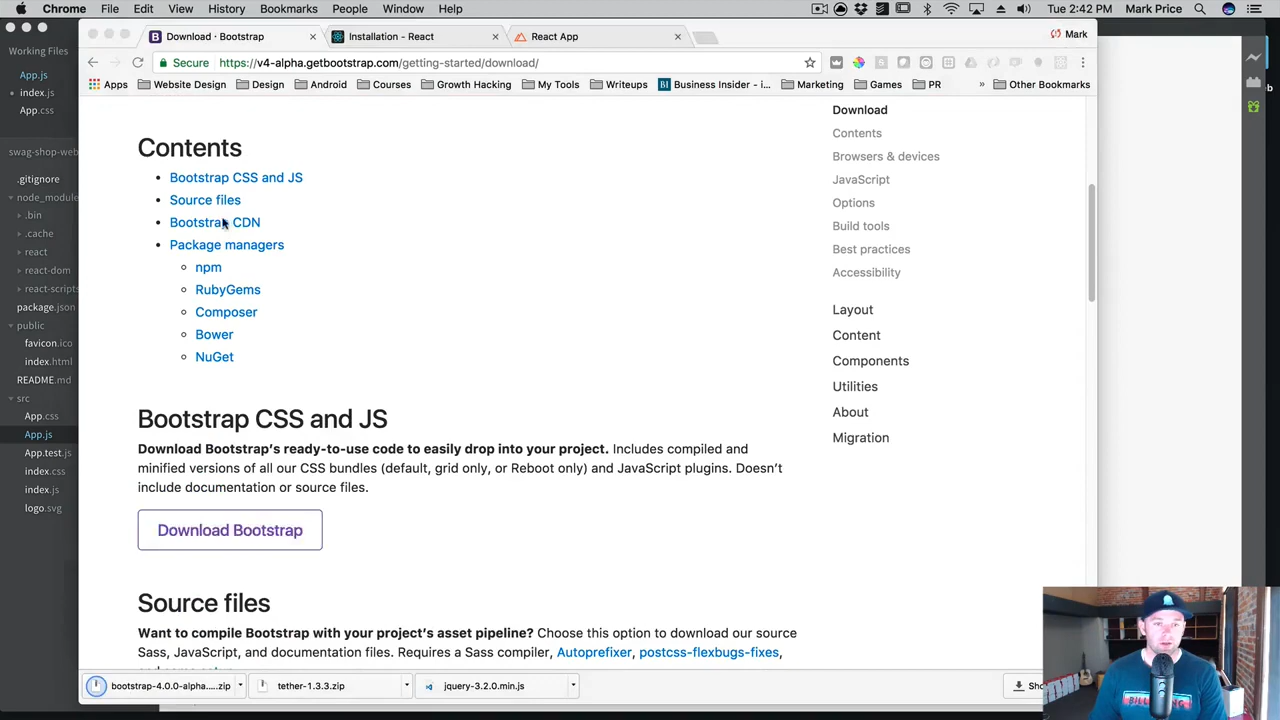 Chrome File Edit View History Bookmarks People Window Help Tue 2:42 PM Mark Price
Working Files
App.js
index.js
App.css
swag-shop-web
.gitignore
node_module
.bin
.cache
react
react-dom
react-scripts
package.json
public
favicon.ico
index.html
README.md
src
App.css
App.js
App.test.js
index.css
index.js
logo.svg
Download · Bootstrap
Installation - React
React App
Mark
Secure https://v4-alpha.getbootstrap.com/getting-started/download/
Apps Website Design Design Android Courses Growth Hacking My Tools Writeups Business Insider - i... Marketing Games PR » Other Bookmarks
Contents
Bootstrap CSS and JS
Source files
Bootstrap CDN
Package managers
npm
RubyGems
Composer
Bower
NuGet
Bootstrap CSS and JS
Download Bootstrap's ready-to-use code to easily drop into your project. Includes compiled and
minified versions of all our CSS bundles (default, grid only, or Reboot only) and JavaScript plugins. Doesn't
include documentation or source files.
Download Bootstrap
Source files
Want to compile Bootstrap with your project's asset pipeline? Choose this option to download our source
Sass, JavaScript, and documentation files. Requires a Sass compiler, Autoprefixer, postcss-flexbugs-fixes,
Download
Contents
Browsers & devices
JavaScript
Options
Build tools
Best practices
Accessibility
Layout
Content
Components
Utilities
About
Migration
bootstrap-4.0.0-alpha....zip
tether-1.3.3.zip
jquery-3.2.0.min.js